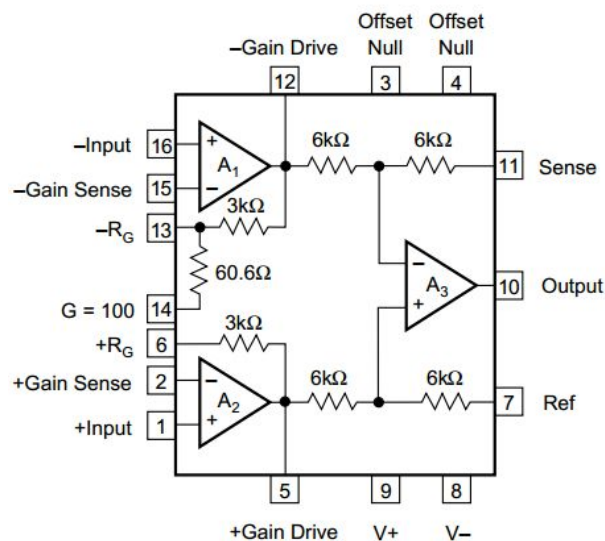 Offset Offset
–Gain Drive Null Null
12 3 4
–Input 16 + A1 6kΩ 6kΩ 11 Sense
–Gain Sense 15 –
–RG 13 3kΩ
60.6Ω
– A3 10 Output
+
G = 100 14
+RG 6 3kΩ
+Gain Sense 2 – A2 6kΩ 6kΩ 7 Ref
+Input 1 +
5 9 8
+Gain Drive V+ V–